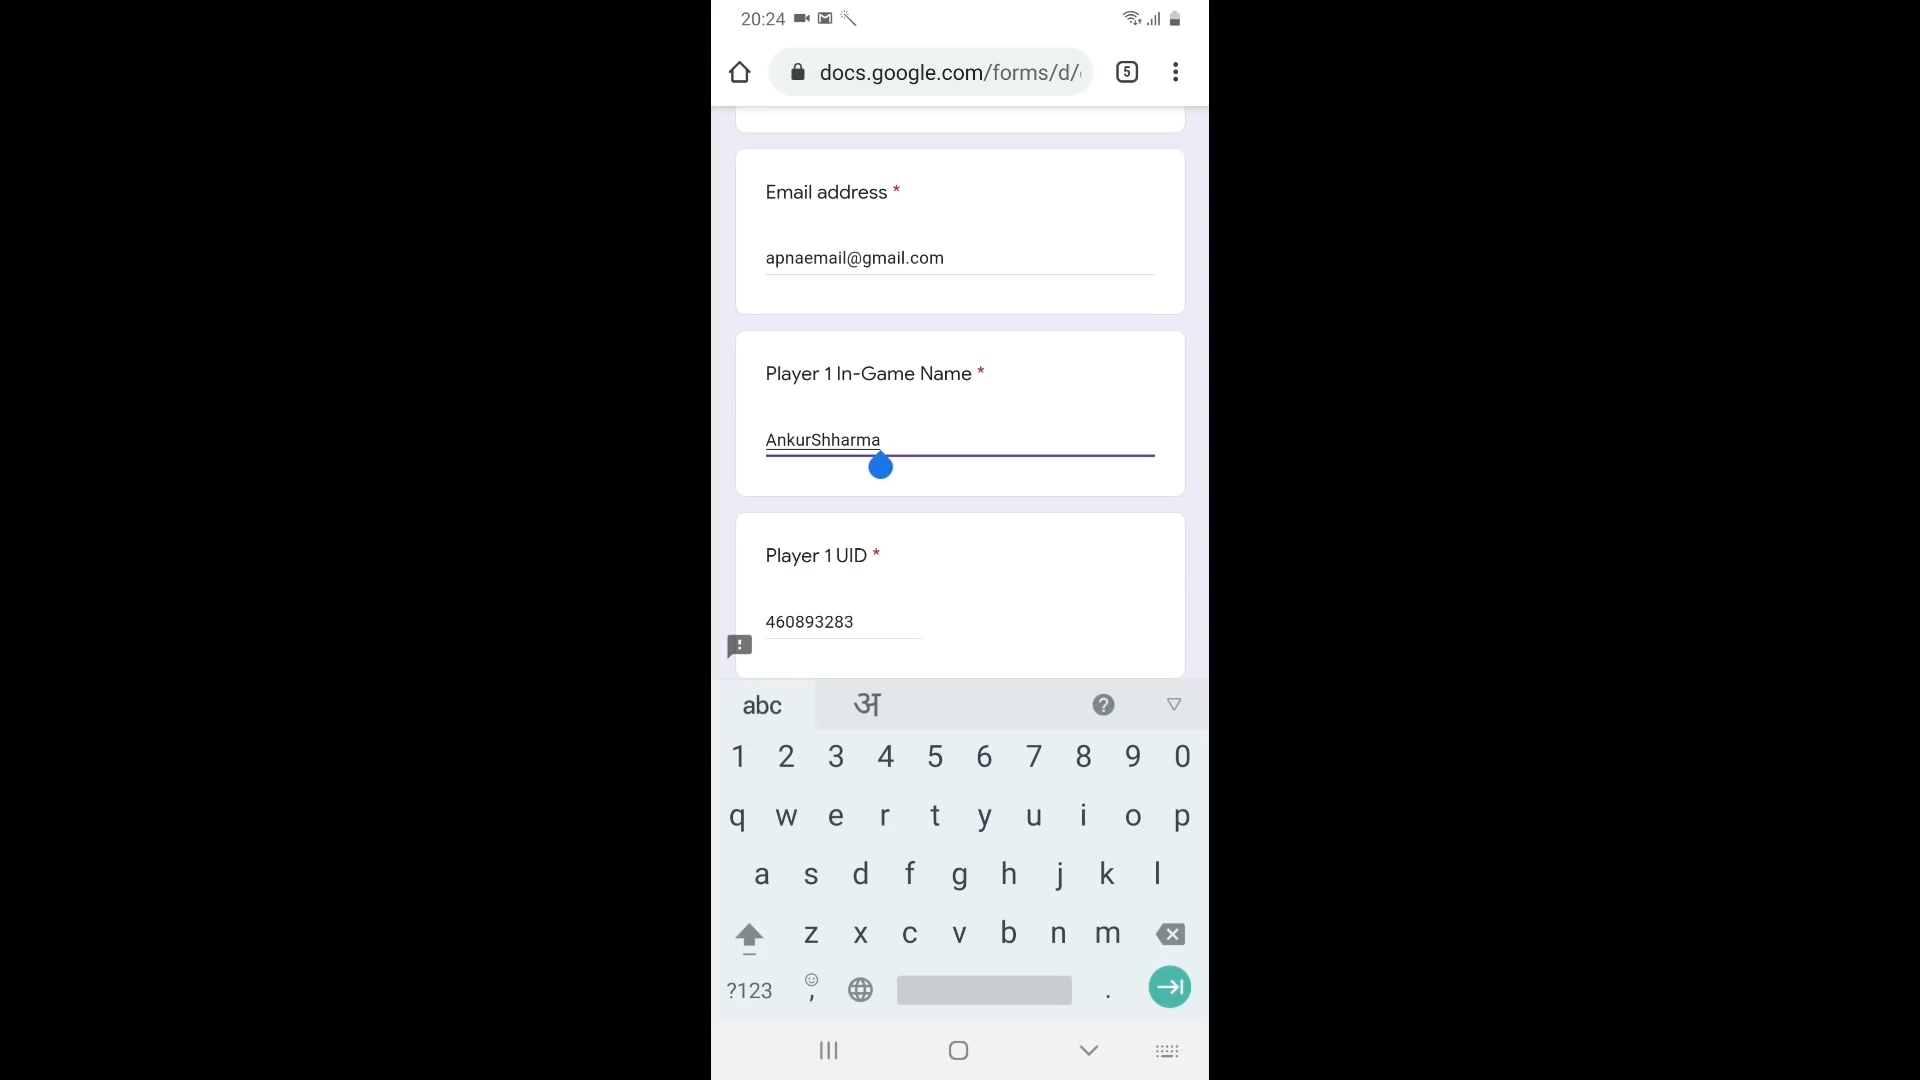 20:24
docs.google.com/forms/d/
5
Email address *
apnaemail@gmail.com
Player 1 In-Game Name *
AnkurShharma
Player 1 UID *
460893283
abc अ
1 2 3 4 5 6 7 8 9 0
q w e r t y u i o p
a s d f g h j k l
z x c v b n m
?123 , .